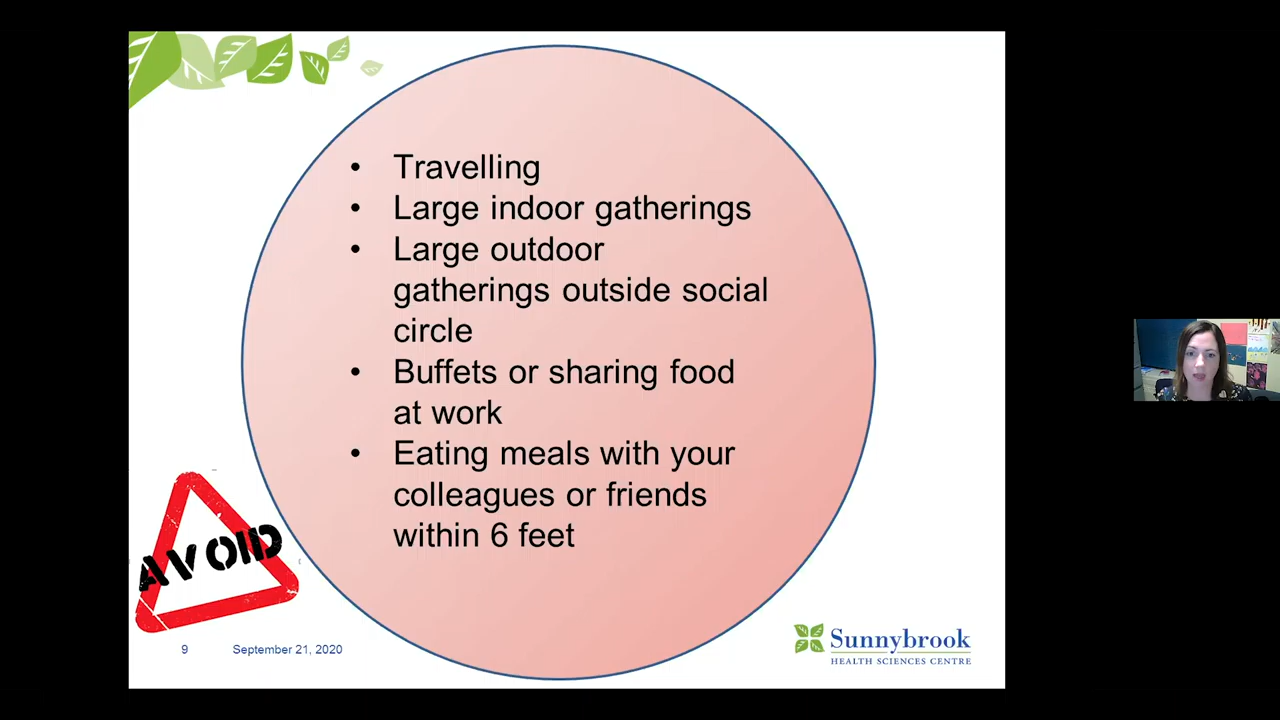 • Travelling
• Large indoor gatherings
• Large outdoor
gatherings outside social
circle
• Buffets or sharing food
at work
• Eating meals with your
colleagues or friends
within 6 feet
AVOID
9 September 21, 2020
Sunnybrook
HEALTH SCIENCES CENTRE